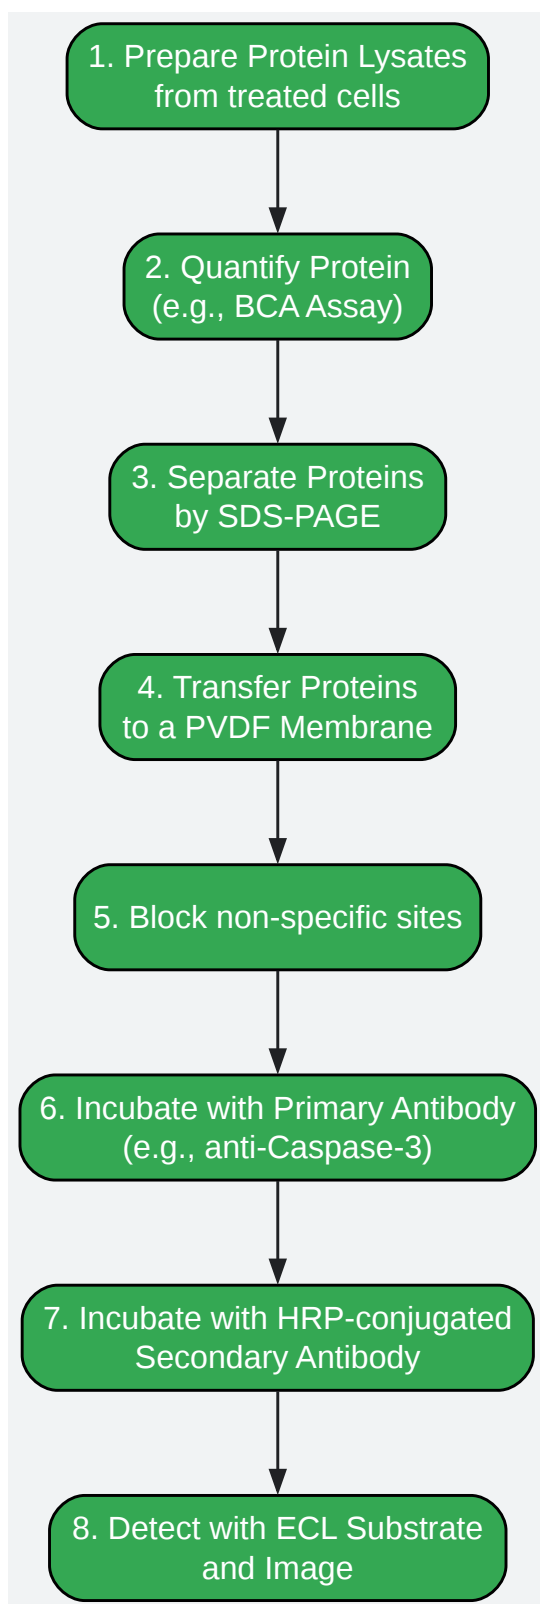 1. Prepare Protein Lysates
from treated cells
2. Quantify Protein
(e.g., BCA Assay)
3. Separate Proteins
by SDS-PAGE
4. Transfer Proteins
to a PVDF Membrane
5. Block non-specific sites
6. Incubate with Primary Antibody
(e.g., anti-Caspase-3)
7. Incubate with HRP-conjugated
Secondary Antibody
8. Detect with ECL Substrate
and Image